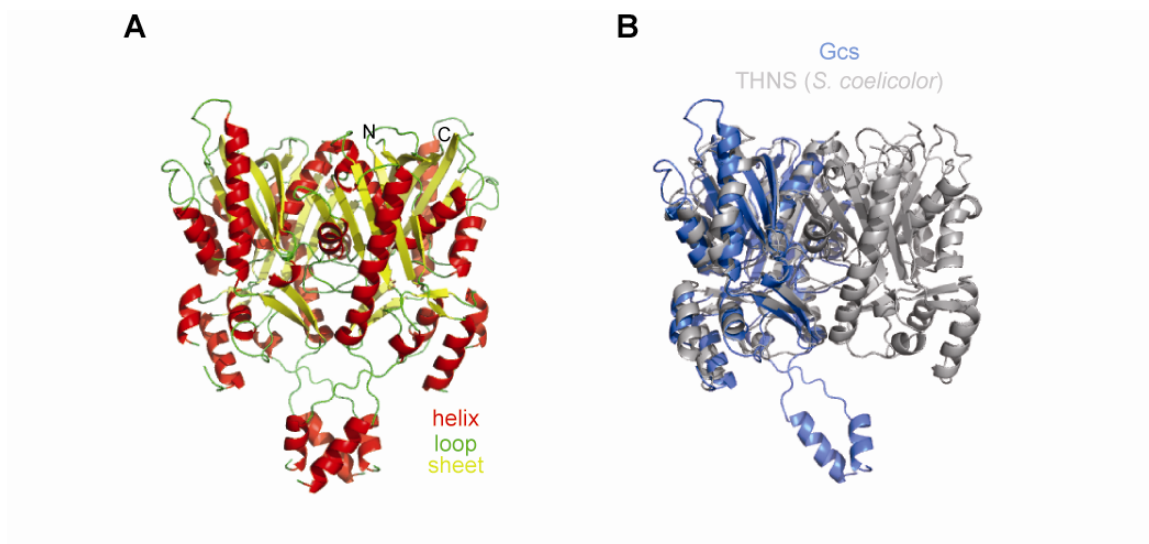 A
B
Gcs
THNS (S. coelicolor)
N
C
helix
loop
sheet